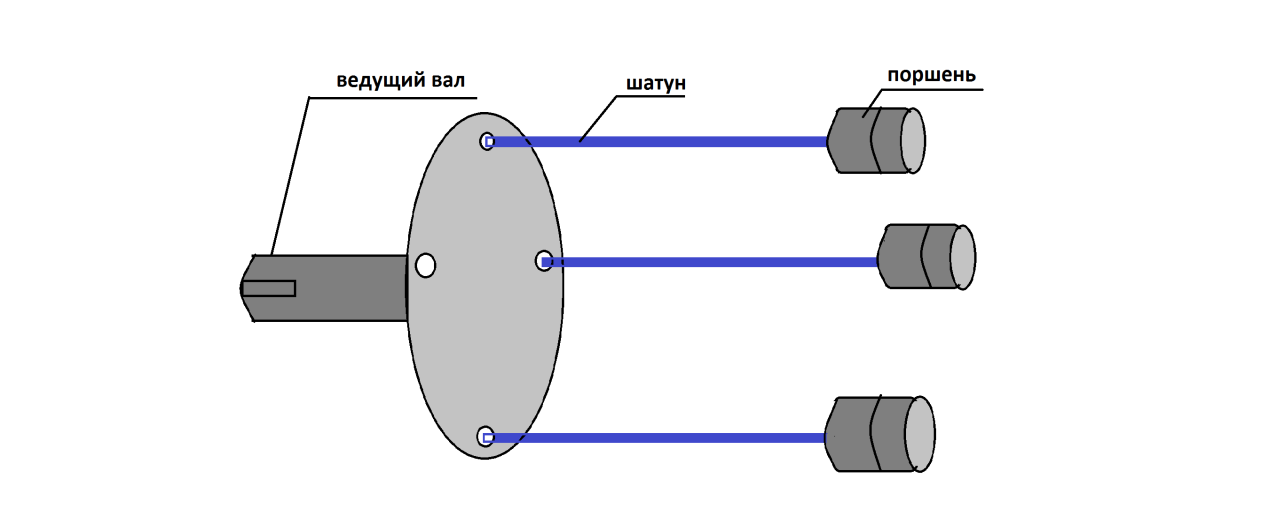 ведущий вал
шатун
поршень